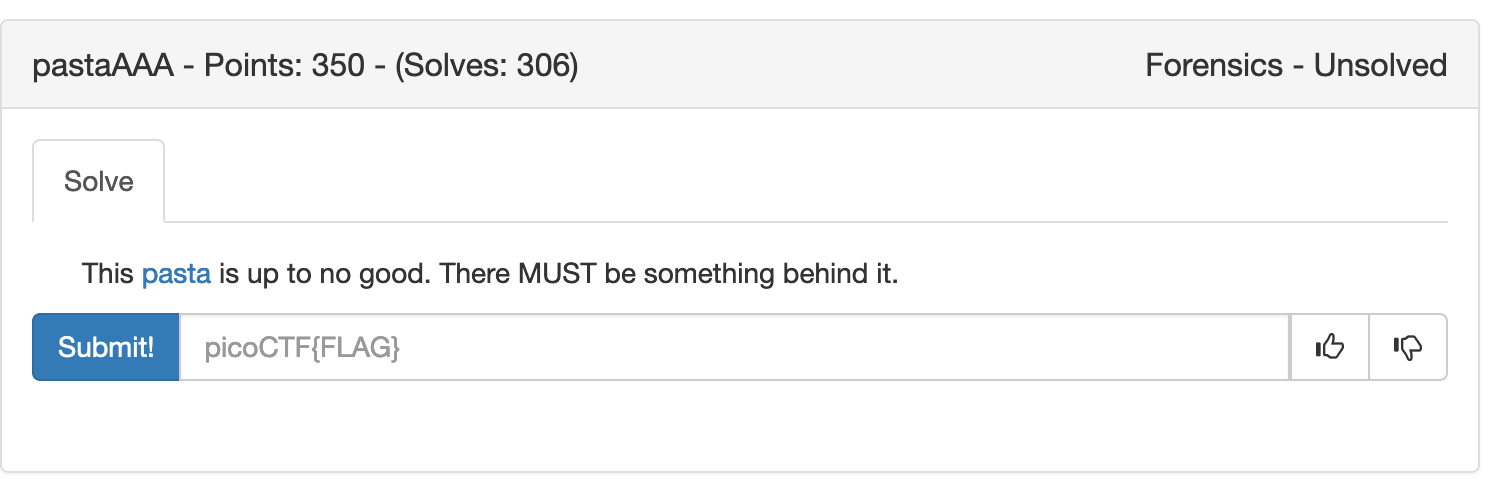 pastaAAA - Points: 350 - (Solves: 306) Forensics - Unsolved
Solve
This pasta is up to no good. There MUST be something behind it.
Submit! picoCTF{FLAG}